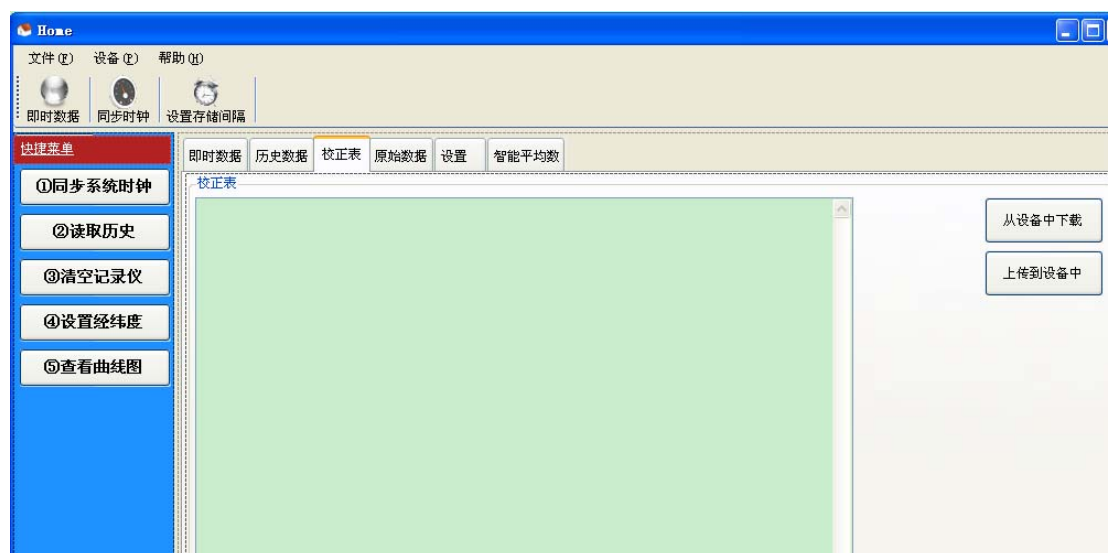 Home
文件(F) 设备(E) 帮助(H)
即时数据 同步时钟 设置存储间隔
快捷菜单
即时数据 历史数据 校正表 原始数据 设置 智能平均数
校正表
①同步系统时钟
从设备中下载
②读取历史
上传到设备中
③清空记录仪
④设置经纬度
⑤查看曲线图